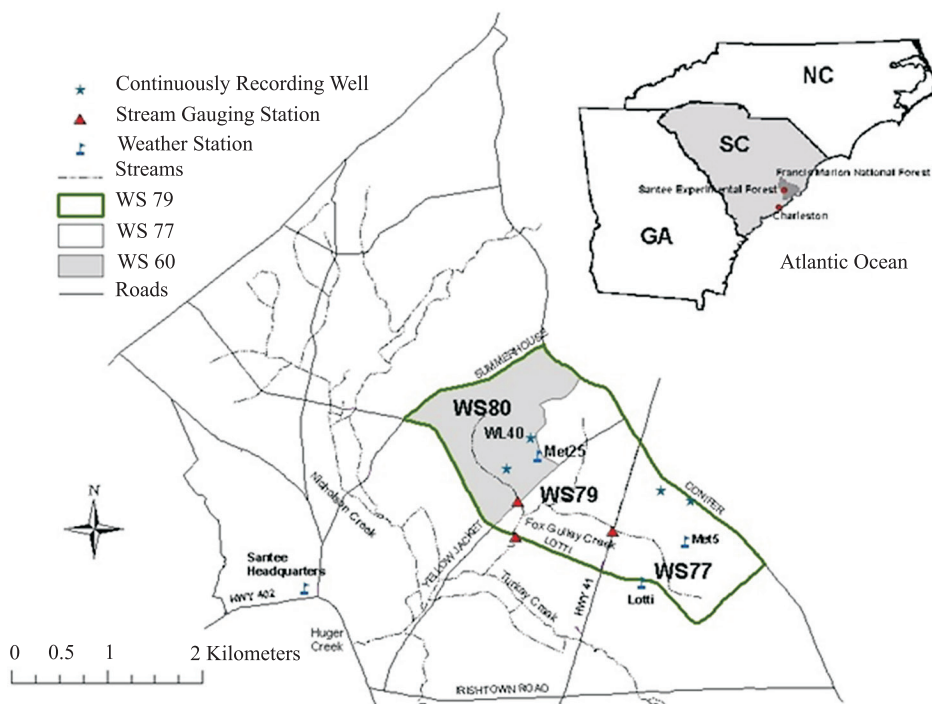 Continuously Recording Well
Stream Gauging Station
Weather Station
Streams
WS 79
WS 77
WS 60
Roads
NC
SC
Francis Marion National Forest
Santee Experimental Forest
Charleston
GA
Atlantic Ocean
SUMMERHOUSE
WS80
WL40
Met25
WS79
CONIFER
Nicholson Creek
Fox Gulley Creek
LOTTI
YELLOW JACKET
Met5
WS77
Lotti
N
Santee
Headquarters
HWY 402
Turkey Creek
HWY 41
Huger
Creek
0 0.5 1 2 Kilometers
IRISHTOWN ROAD